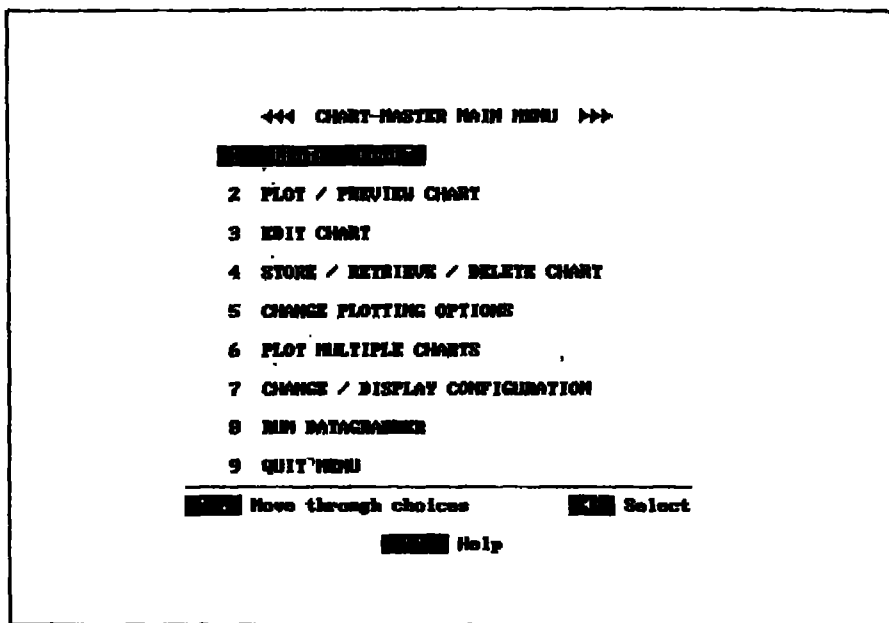 ◄◄◄ CHART-MASTER MAIN MENU ►►►
2 PLOT / PREVIEW CHART
3 EDIT CHART
4 STORE / RETRIEVE / DELETE CHART
5 CHANGE PLOTTING OPTIONS
6 PLOT MULTIPLE CHARTS
7 CHANGE / DISPLAY CONFIGURATION
8 RUN DATAGRABBER
9 QUIT MENU
Move through choices Select
Help